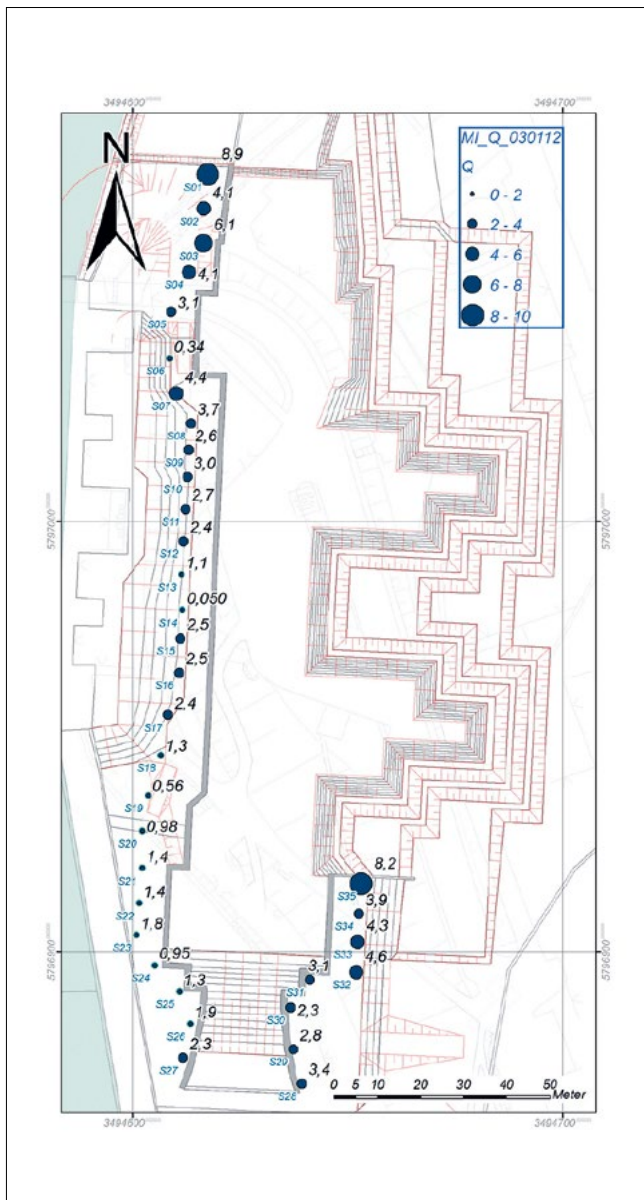 3494600
3494700
N
MI_Q_030112
Q
0 - 2
2 - 4
4 - 6
6 - 8
8 - 10
8,9
S01
4,1
S02
6,1
S03
4,1
S04
3,1
S05
0,34
S06
4,4
S07
3,7
S08
2,6
S09
3,0
S10
2,7
S11
2,4
S12
1,1
S13
0,050
S14
2,5
S15
2,5
S16
2,4
S17
1,3
S18
0,56
S19
0,98
S20
1,4
S21
1,4
S22
1,8
S23
0,95
S24
1,3
S25
1,9
S26
2,3
S27
8,2
S35
3,9
S34
4,3
S33
4,6
S32
3,1
S31
2,3
S30
2,8
S29
3,4
S28
5797000
5797000
5796900
5796900
0 5 10 20 30 40 50
Meter
3494600
3494700